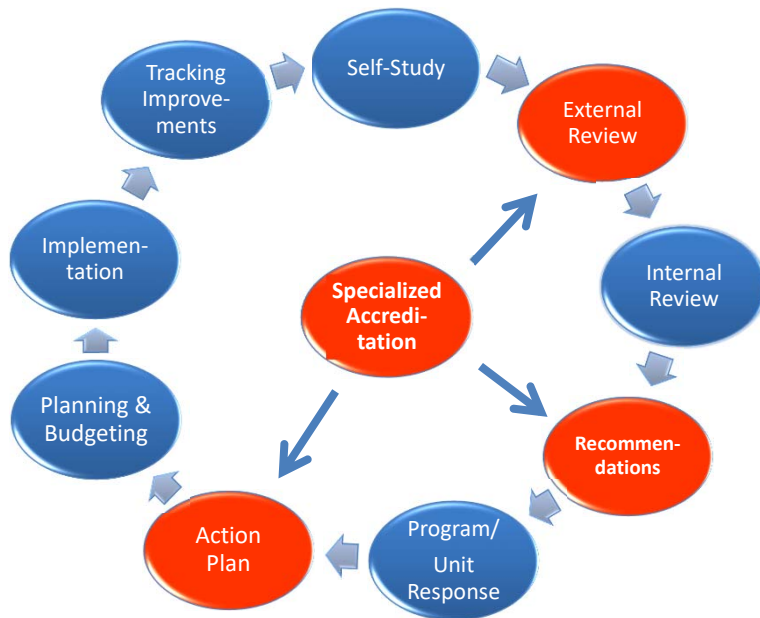 Self-Study
External
Review
Internal
Review
Recommen-
dations
Program/
Unit
Response
Action
Plan
Planning &
Budgeting
Implemen-
tation
Tracking
Improve-
ments
Specialized
Accredi-
tation